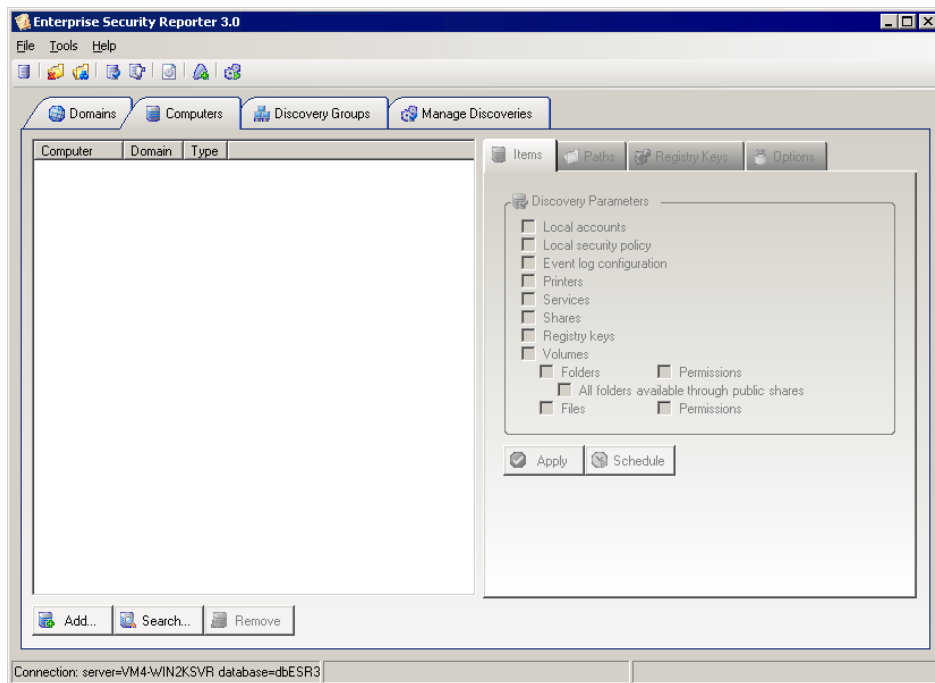 Enterprise Security Reporter 3.0
File Tools Help
Domains Computers Discovery Groups Manage Discoveries
Computer Domain Type
Items Paths Registry Keys Options
Discovery Parameters
Local accounts
Local security policy
Event log configuration
Printers
Services
Shares
Registry keys
Volumes
Folders Permissions
All folders available through public shares
Files Permissions
Apply Schedule
Add... Search... Remove
Connection: server=VM4-WIN2KSVR database=dbESR3